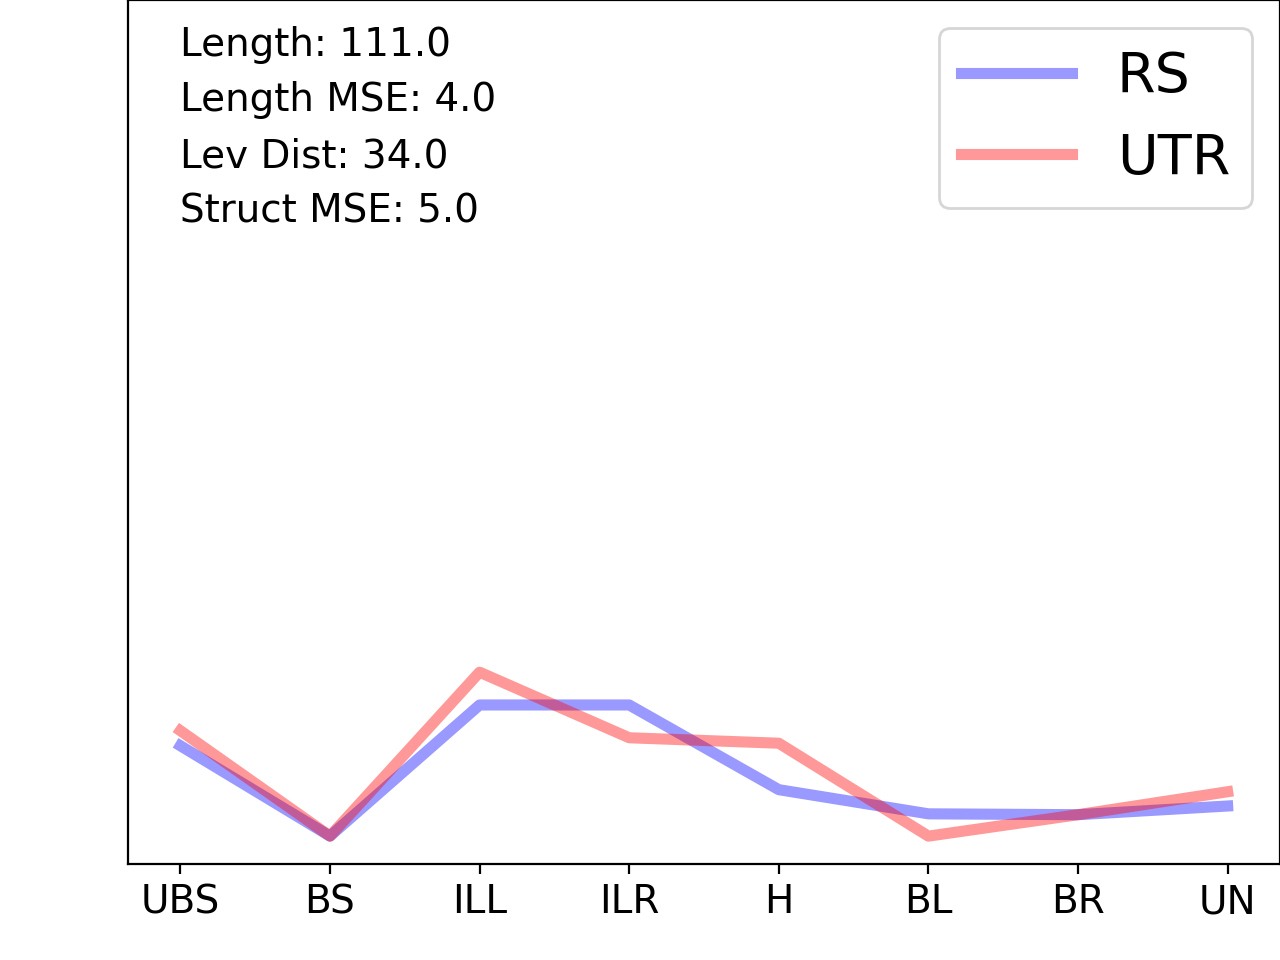 Length: 111.0
Length MSE: 4.0
Lev Dist: 34.0
Struct MSE: 5.0
RS
UTR
UBS BS ILL ILR H BL BR UN